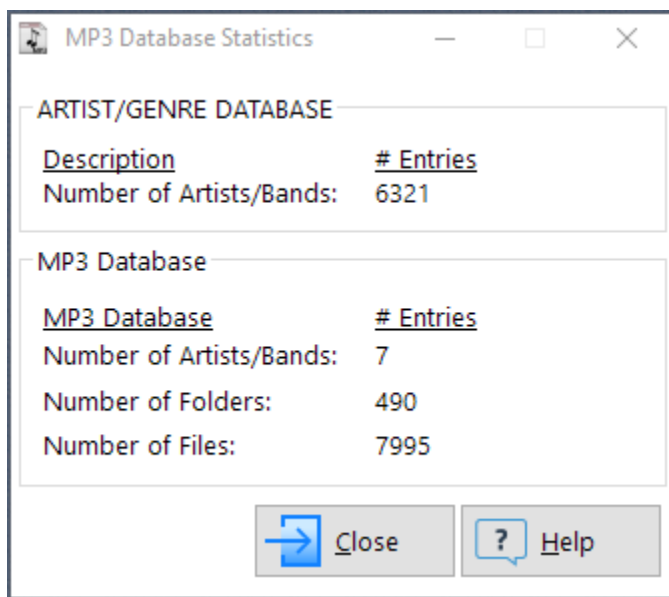 MP3 Database Statistics
ARTIST/GENRE DATABASE
Description # Entries
Number of Artists/Bands: 6321
MP3 Database
MP3 Database # Entries
Number of Artists/Bands: 7
Number of Folders: 490
Number of Files: 7995
Close ? Help